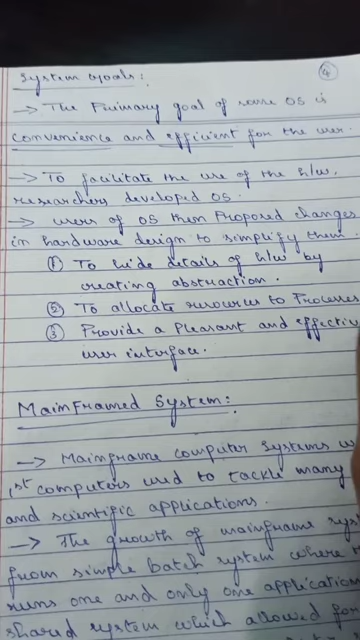 System Goals:
4
→ The Primary goal of some OS is
convenience and efficient for the user.
→ To facilitate the use of the h/w,
researchers developed OS.
→ users of OS then Proposed changes
in hardware design to simplify them.
① To hide details of h/w by
creating abstraction.
② To allocate resources to Processes
③ Provide a Pleasant and effective
user interface.
Mainframed System:
→ Mainframe computer systems
1st computers used to tackle many
and scientific applications.
→ The growth of mainframe sys
from simple batch system where
runs one and only one application
shared system which allowed for